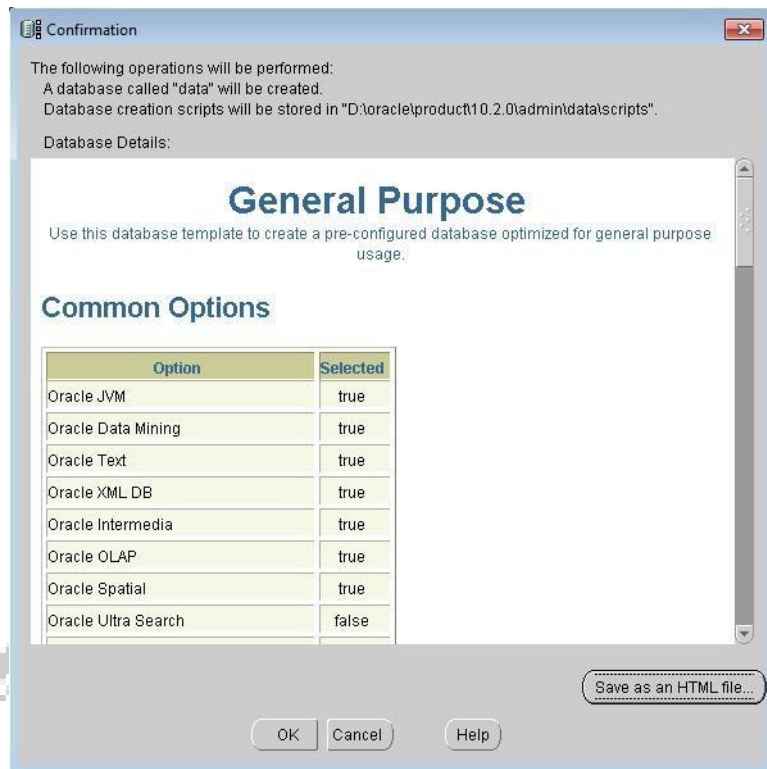 Confirmation
The following operations will be performed:
A database called "data" will be created.
Database creation scripts will be stored in "D:\oracle\product\10.2.0\admin\data\scripts".
Database Details:
General Purpose
Use this database template to create a pre-configured database optimized for general purpose
usage.
Common Options
Option Selected
Oracle JVM true
Oracle Data Mining true
Oracle Text true
Oracle XML DB true
Oracle Intermedia true
Oracle OLAP true
Oracle Spatial true
Oracle Ultra Search false
Save as an HTML file...
OK Cancel Help